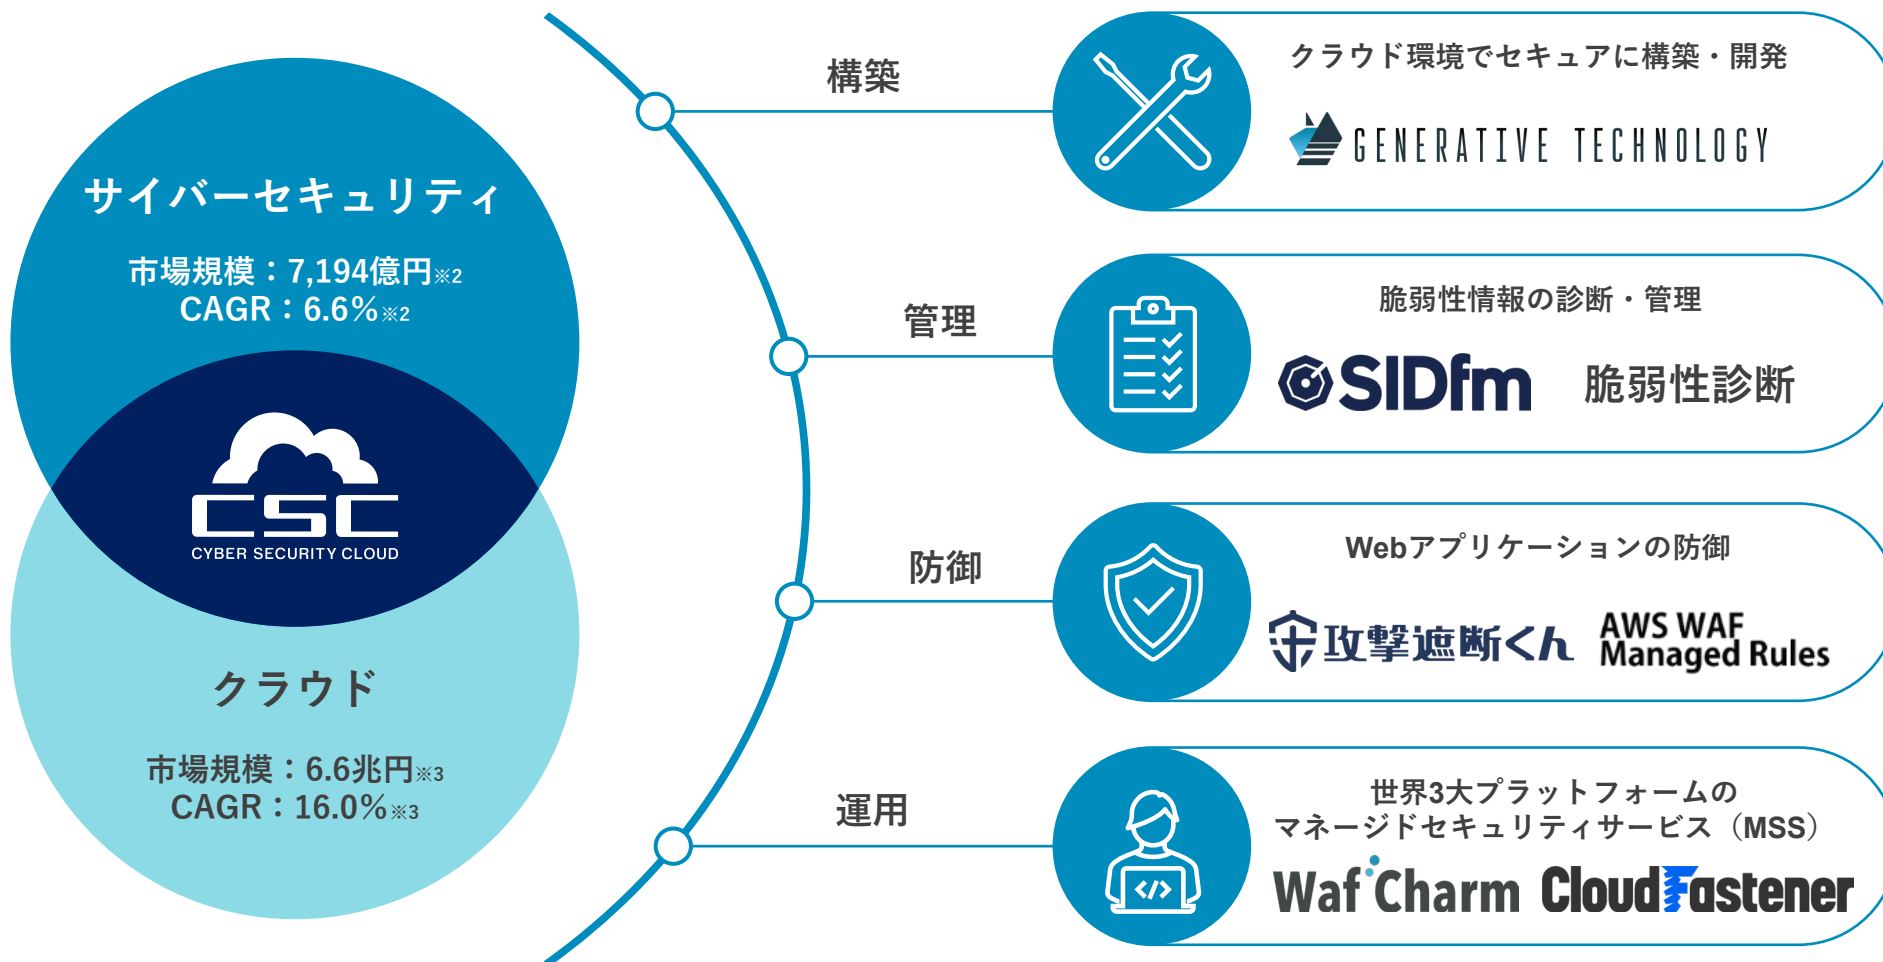 サイバーセキュリティ
市場規模：7,194億円※2
CAGR：6.6%※2
CSC
CYBER SECURITY CLOUD
クラウド
市場規模：6.6兆円※3
CAGR：16.0%※3
構築
クラウド環境でセキュアに構築・開発
GENERATIVE TECHNOLOGY
管理
脆弱性情報の診断・管理
SIDfm 脆弱性診断
防御
Webアプリケーションの防御
攻撃遮断くん
AWS WAF
Managed Rules
運用
世界3大プラットフォームの
マネージドセキュリティサービス（MSS）
WafCharm CloudFastener